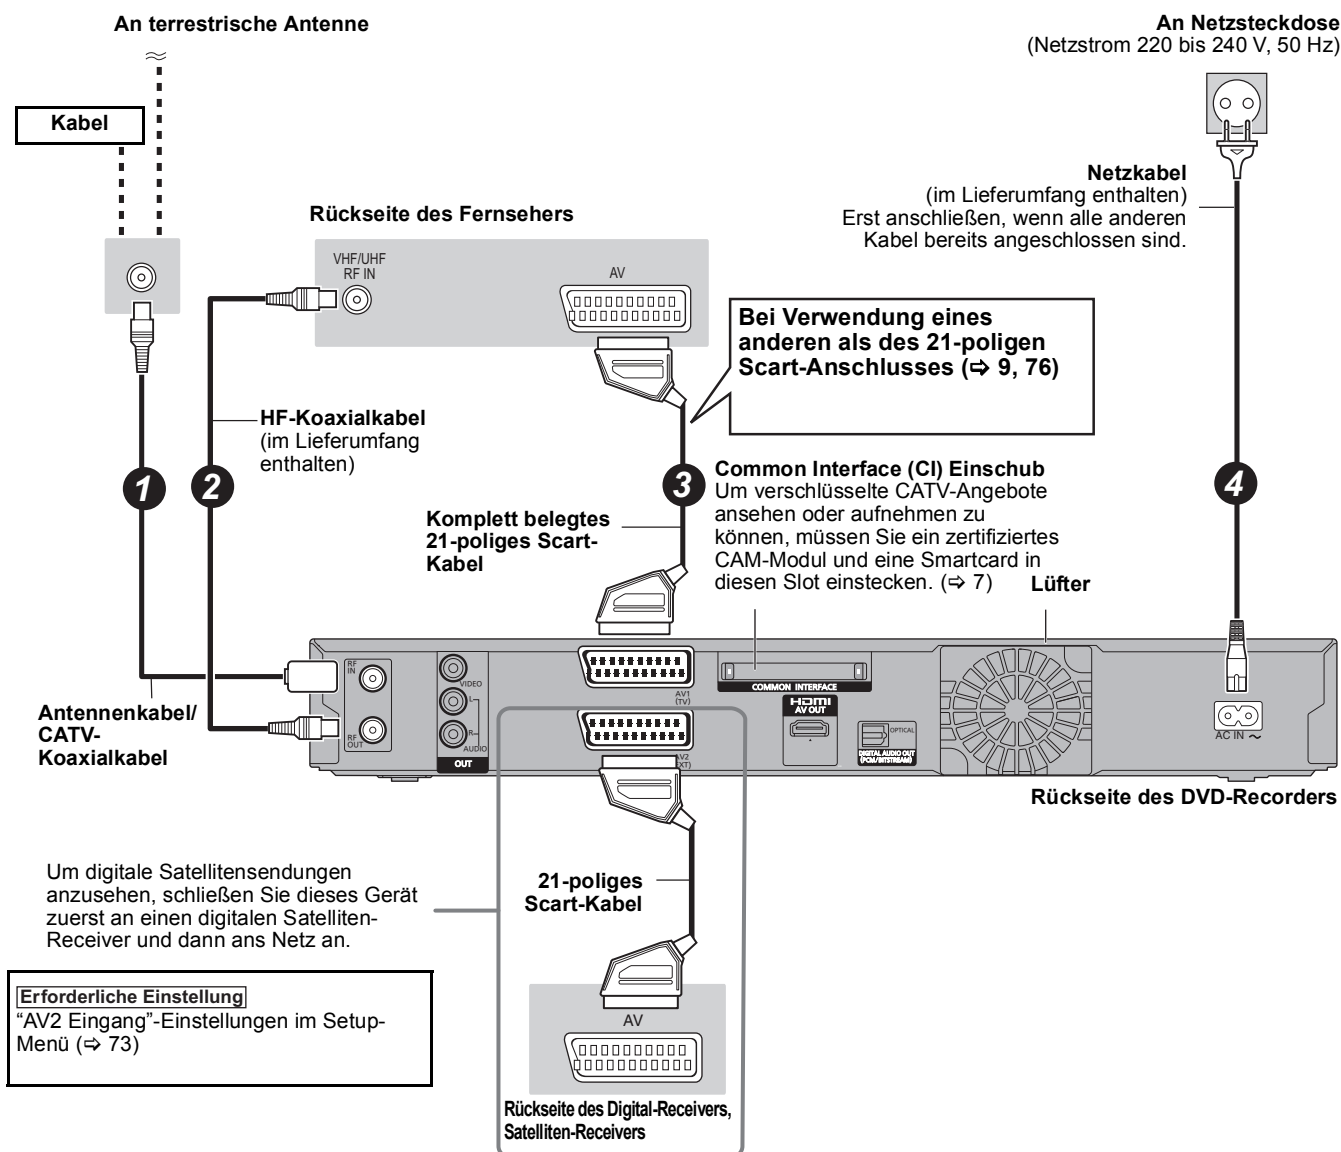 An terrestrische Antenne
An Netzsteckdose
(Netzstrom 220 bis 240 V, 50 Hz)
Kabel
Netzkabel
(im Lieferumfang enthalten)
Erst anschließen, wenn alle anderen
Kabel bereits angeschlossen sind.
Rückseite des Fernsehers
VHF/UHF
RF IN
AV
Bei Verwendung eines
anderen als des 21-poligen
Scart-Anschlusses (⇨ 9, 76)
HF-Koaxialkabel
(im Lieferumfang
enthalten)
1
2
3
4
Common Interface (CI) Einschub
Um verschlüsselte CATV-Angebote
ansehen oder aufnehmen zu
können, müssen Sie ein zertifiziertes
CAM-Modul und eine Smartcard in
diesen Slot einstecken. (⇨ 7)
Lüfter
Komplett belegtes
21-poliges Scart-
Kabel
RF
IN
RF
OUT
VIDEO
L
R
AUDIO
OUT
AV1
(TV)
AV2
(EXT)
COMMON INTERFACE
HDMI
AV OUT
OPTICAL
DIGITAL AUDIO OUT
(PCM/BITSTREAM)
AC IN ~
Antennenkabel/
CATV-
Koaxialkabel
Rückseite des DVD-Recorders
Um digitale Satellitensendungen
anzusehen, schließen Sie dieses Gerät
zuerst an einen digitalen Satelliten-
Receiver und dann ans Netz an.
21-poliges
Scart-Kabel
Erforderliche Einstellung
“AV2 Eingang”-Einstellungen im Setup-
Menü (⇨ 73)
AV
Rückseite des Digital-Receivers,
Satelliten-Receivers